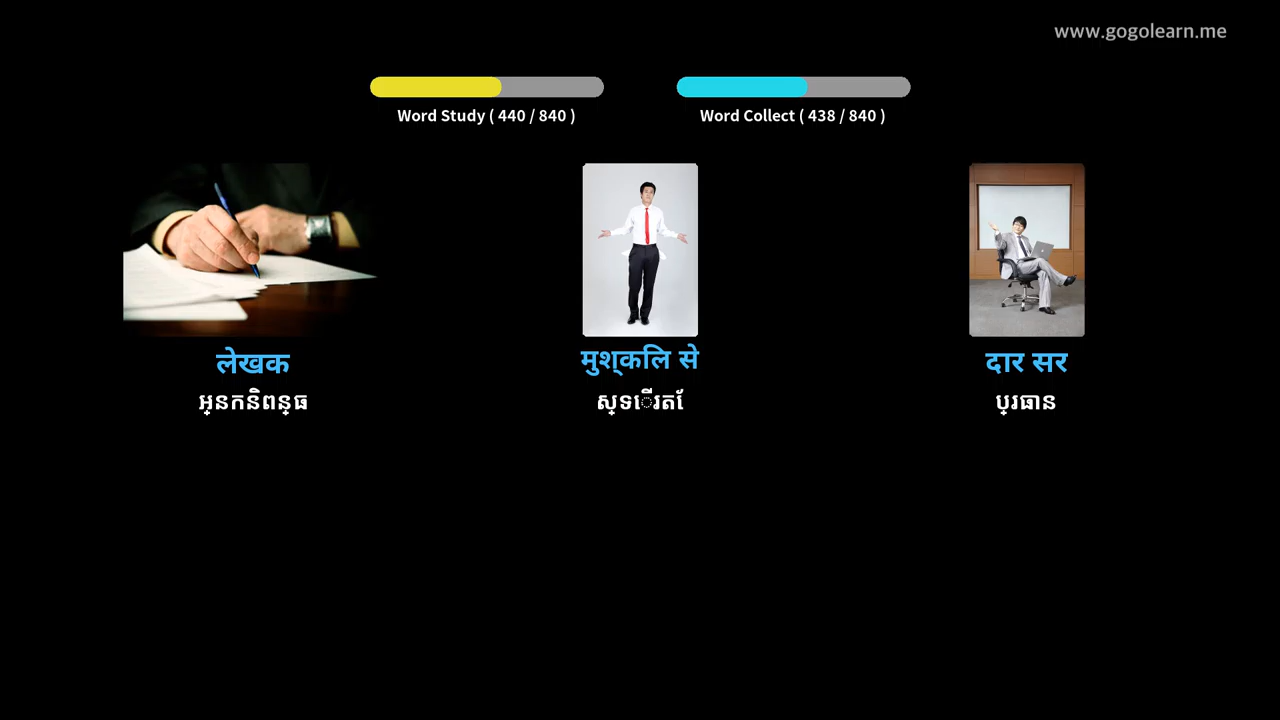 www.gogolearn.me
Word Study ( 440 / 840 )
Word Collect ( 438 / 840 )
लेखक
मुश्किल से
दार सर
អ្នកនិពន្ធ
ស្ទើរតែ
ប្រធាន